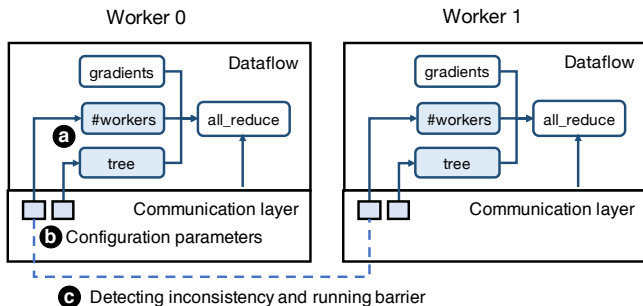 Worker 0
Worker 1
Dataflow
gradients
#workers
all_reduce
tree
a
Communication layer
b Configuration parameters
Dataflow
gradients
#workers
all_reduce
tree
Communication layer
c Detecting inconsistency and running barrier